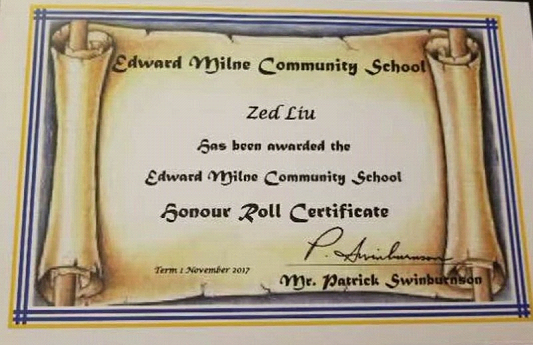 Edward Milne Community School
Zed Liu
Has been awarded the
Edward Milne Community School
Honour Roll Certificate
P. Swinburnson
Term 1 November 2017
Mr. Patrick Swinburnson